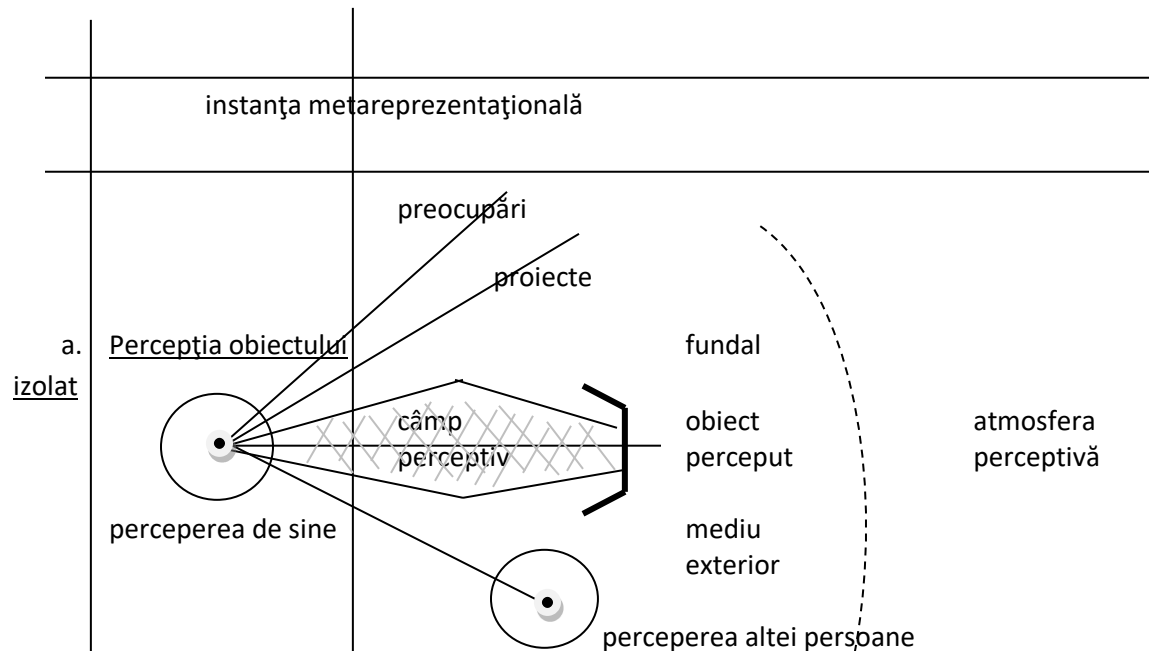 instanţa metareprezentaţională
preocupări
proiecte
a. Percepţia obiectului
izolat
fundal
câmp
perceptiv
obiect
perceput
atmosfera
perceptivă
perceperea de sine
mediu
exterior
perceperea altei persoane